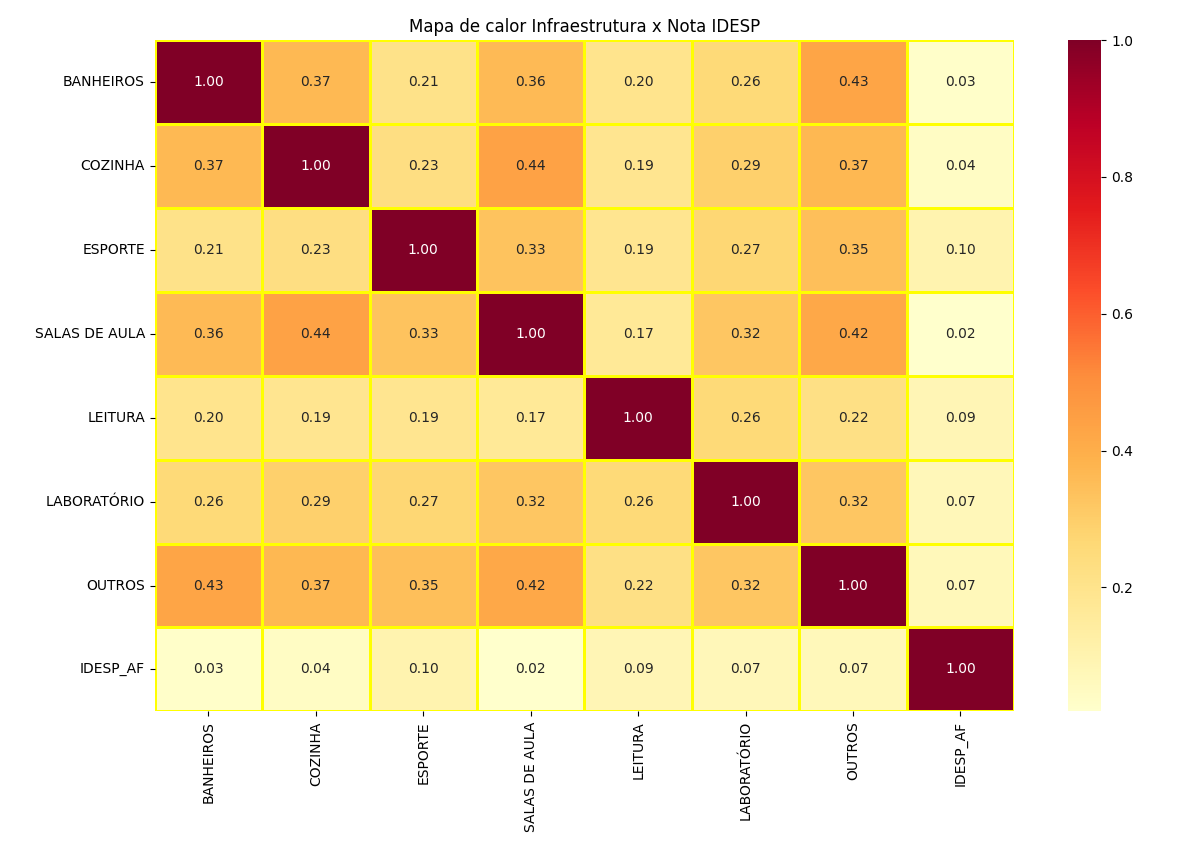 Mapa de calor Infraestrutura x Nota IDESP
BANHEIROS 1.00 0.37 0.21 0.36 0.20 0.26 0.43 0.03
COZINHA 0.37 1.00 0.23 0.44 0.19 0.29 0.37 0.04
ESPORTE 0.21 0.23 1.00 0.33 0.19 0.27 0.35 0.10
SALAS DE AULA 0.36 0.44 0.33 1.00 0.17 0.32 0.42 0.02
LEITURA 0.20 0.19 0.19 0.17 1.00 0.26 0.22 0.09
LABORATÓRIO 0.26 0.29 0.27 0.32 0.26 1.00 0.32 0.07
OUTROS 0.43 0.37 0.35 0.42 0.22 0.32 1.00 0.07
IDESP_AF 0.03 0.04 0.10 0.02 0.09 0.07 0.07 1.00
BANHEIROS COZINHA ESPORTE SALAS DE AULA LEITURA LABORATÓRIO OUTROS IDESP_AF
1.0
0.8
0.6
0.4
0.2